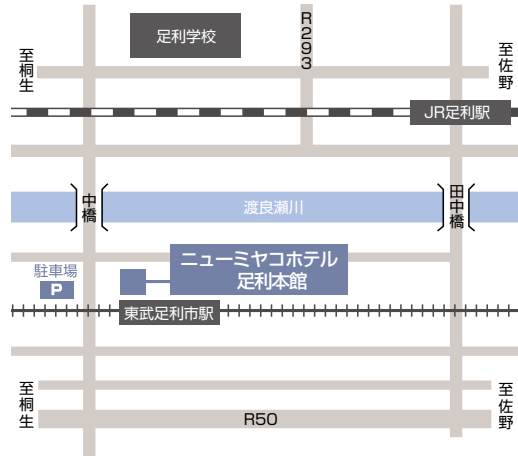 足利学校
R293
至桐生
至佐野
JR足利駅
中橋
渡良瀬川
田中橋
ニューミヤコホテル
足利本館
駐車場
P
東武足利市駅
至桐生
至佐野
R50